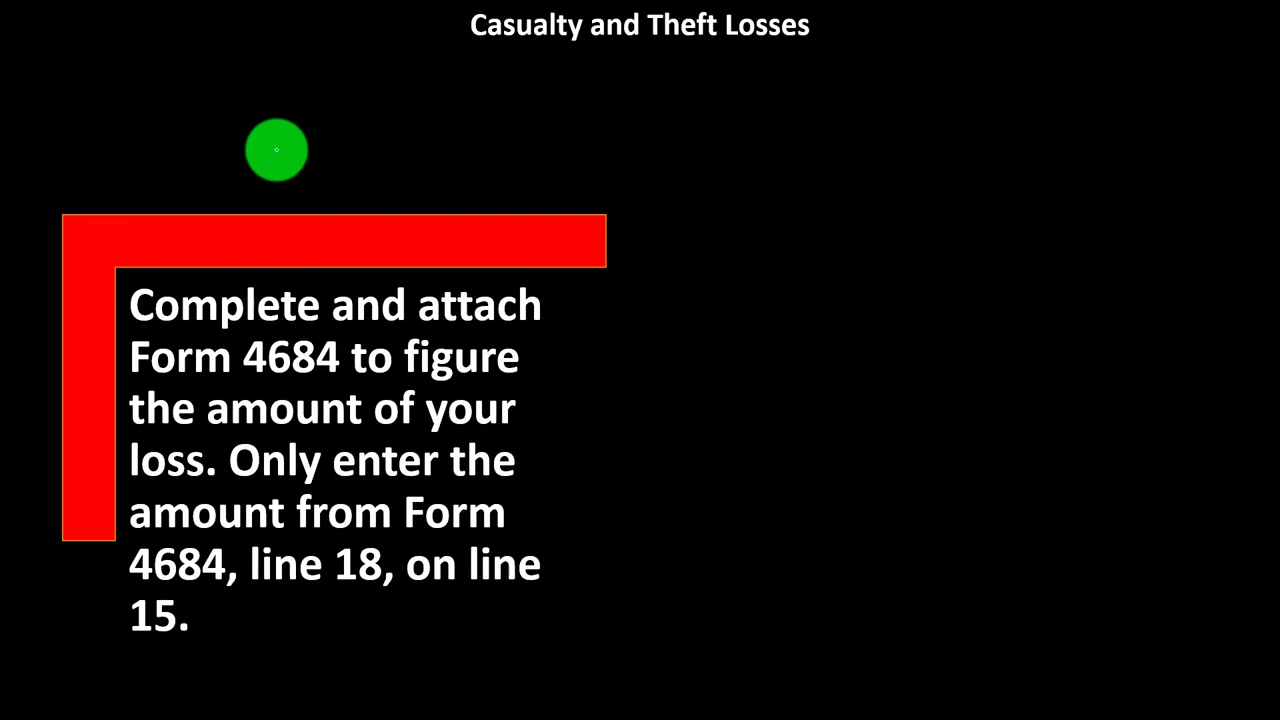 Casualty and Theft Losses
Complete and attach
Form 4684 to figure
the amount of your
loss. Only enter the
amount from Form
4684, line 18, on line
15.